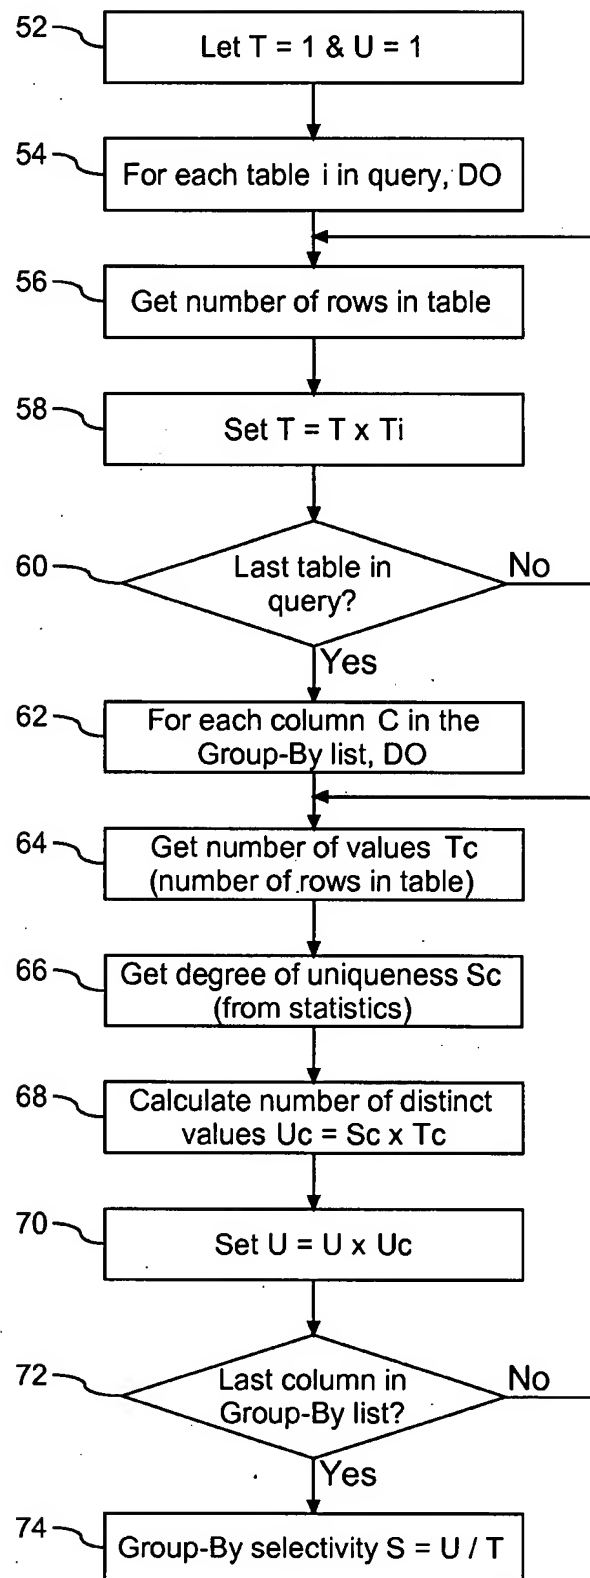 52
Let T = 1 & U = 1
54
For each table i in query, DO
56
Get number of rows in table
58
Set T = T x Ti
60
Last table in
query?
No
Yes
62
For each column C in the
Group-By list, DO
64
Get number of values Tc
(number of rows in table)
66
Get degree of uniqueness Sc
(from statistics)
68
Calculate number of distinct
values Uc = Sc x Tc
70
Set U = U x Uc
72
Last column in
Group-By list?
No
Yes
74
Group-By selectivity S = U / T